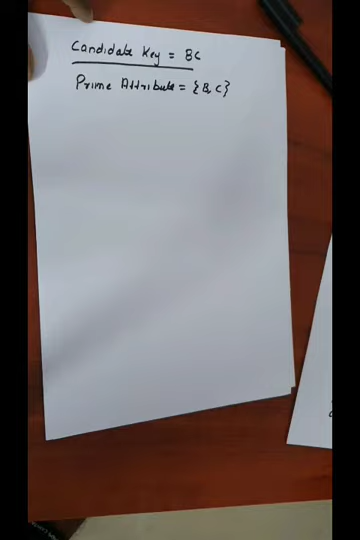 Candidate Key = BC
Prime Attribute = {B, C}